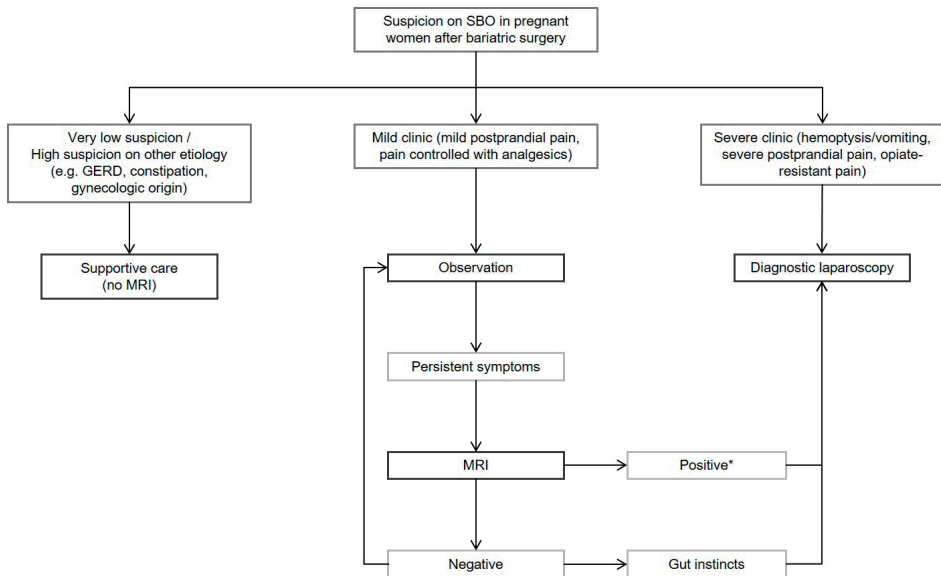 Suspicion on SBO in pregnant
women after bariatric surgery
Very low suspicion /
High suspicion on other etiology
(e.g. GERD, constipation,
gynecologic origin)
Mild clinic (mild postprandial pain,
pain controlled with analgesics)
Severe clinic (hemoptysis/vomiting,
severe postprandial pain, opiate-
resistant pain)
Supportive care
(no MRI)
Observation
Diagnostic laparoscopy
Persistent symptoms
MRI
Positive*
Negative
Gut instincts